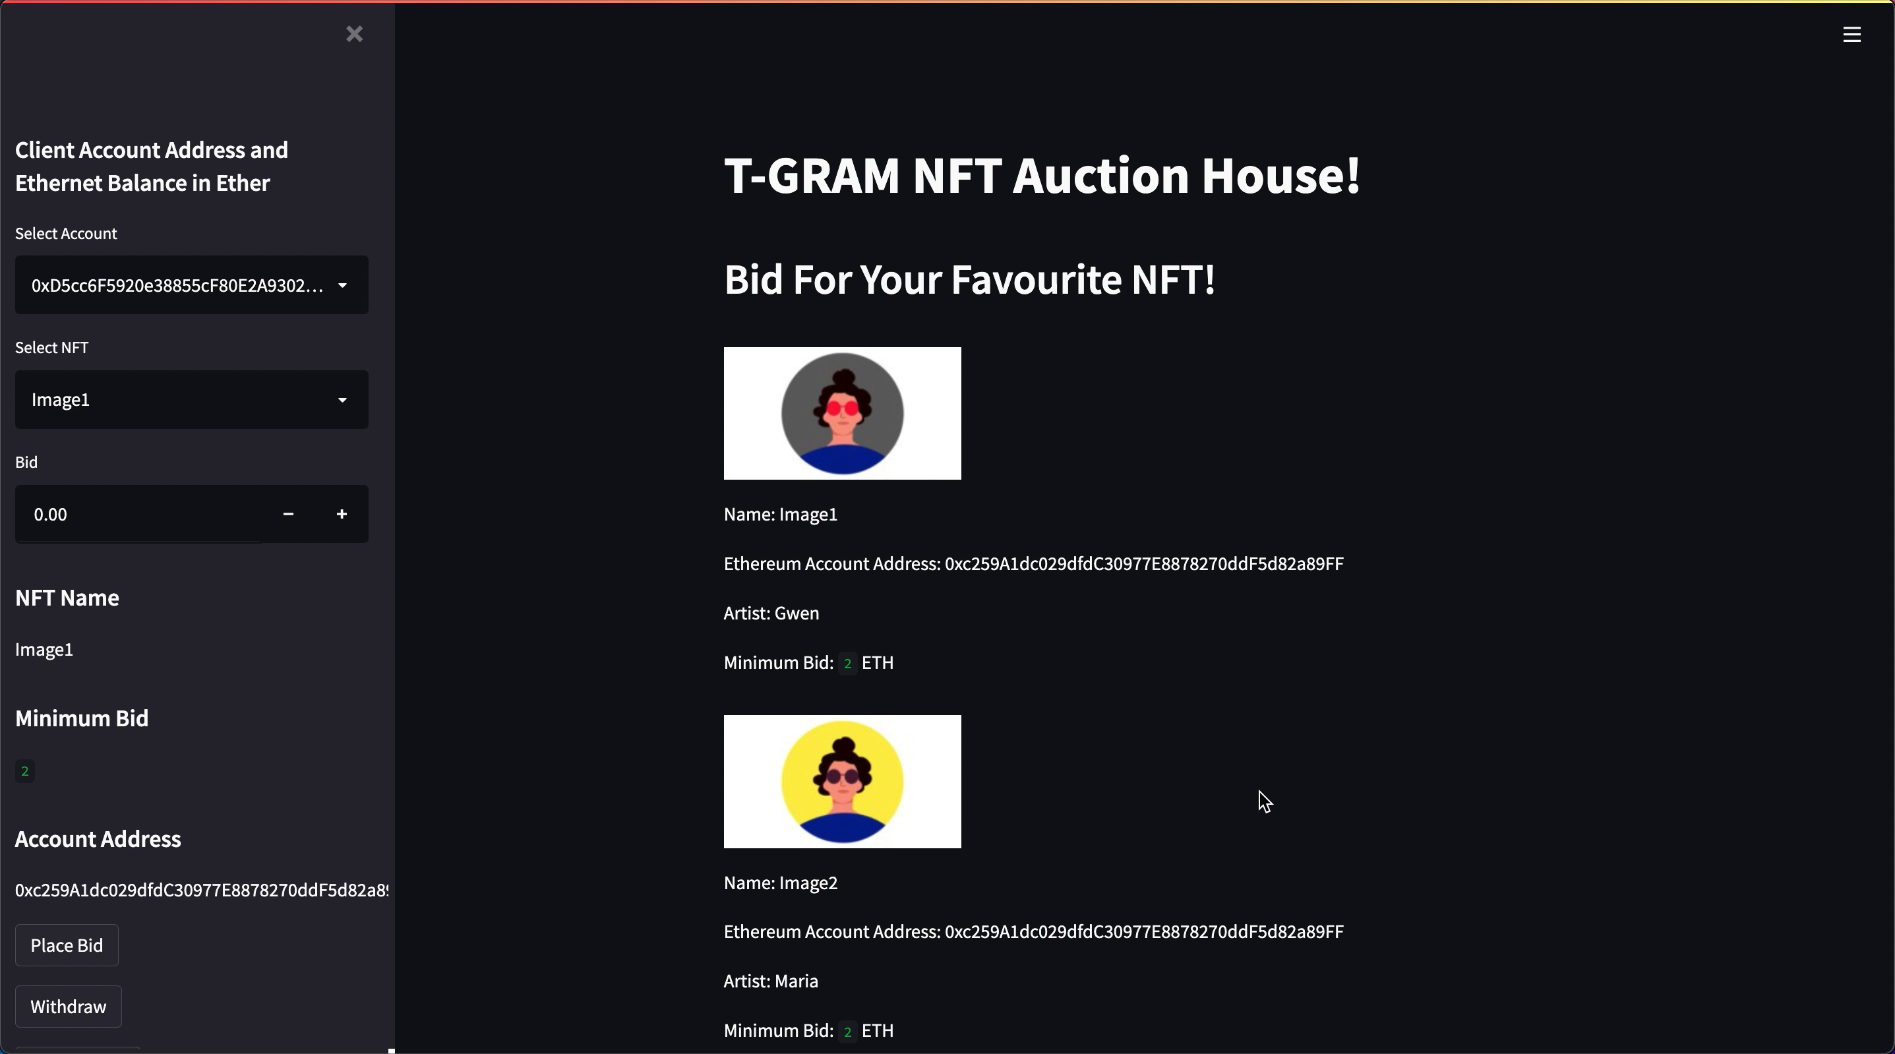 Client Account Address and
Ethernet Balance in Ether
Select Account
0xD5cc6F5920e38855cF80E2A9302...
Select NFT
Image1
Bid
0.00
NFT Name
Image1
Minimum Bid
2
Account Address
0xc259A1dc029dfdC30977E8878270ddF5d82a8
Place Bid
Withdraw
T-GRAM NFT Auction House!
Bid For Your Favourite NFT!
Name: Image1
Ethereum Account Address: 0xc259A1dc029dfdC30977E8878270ddF5d82a89FF
Artist: Gwen
Minimum Bid: 2 ETH
Name: Image2
Ethereum Account Address: 0xc259A1dc029dfdC30977E8878270ddF5d82a89FF
Artist: Maria
Minimum Bid: 2 ETH